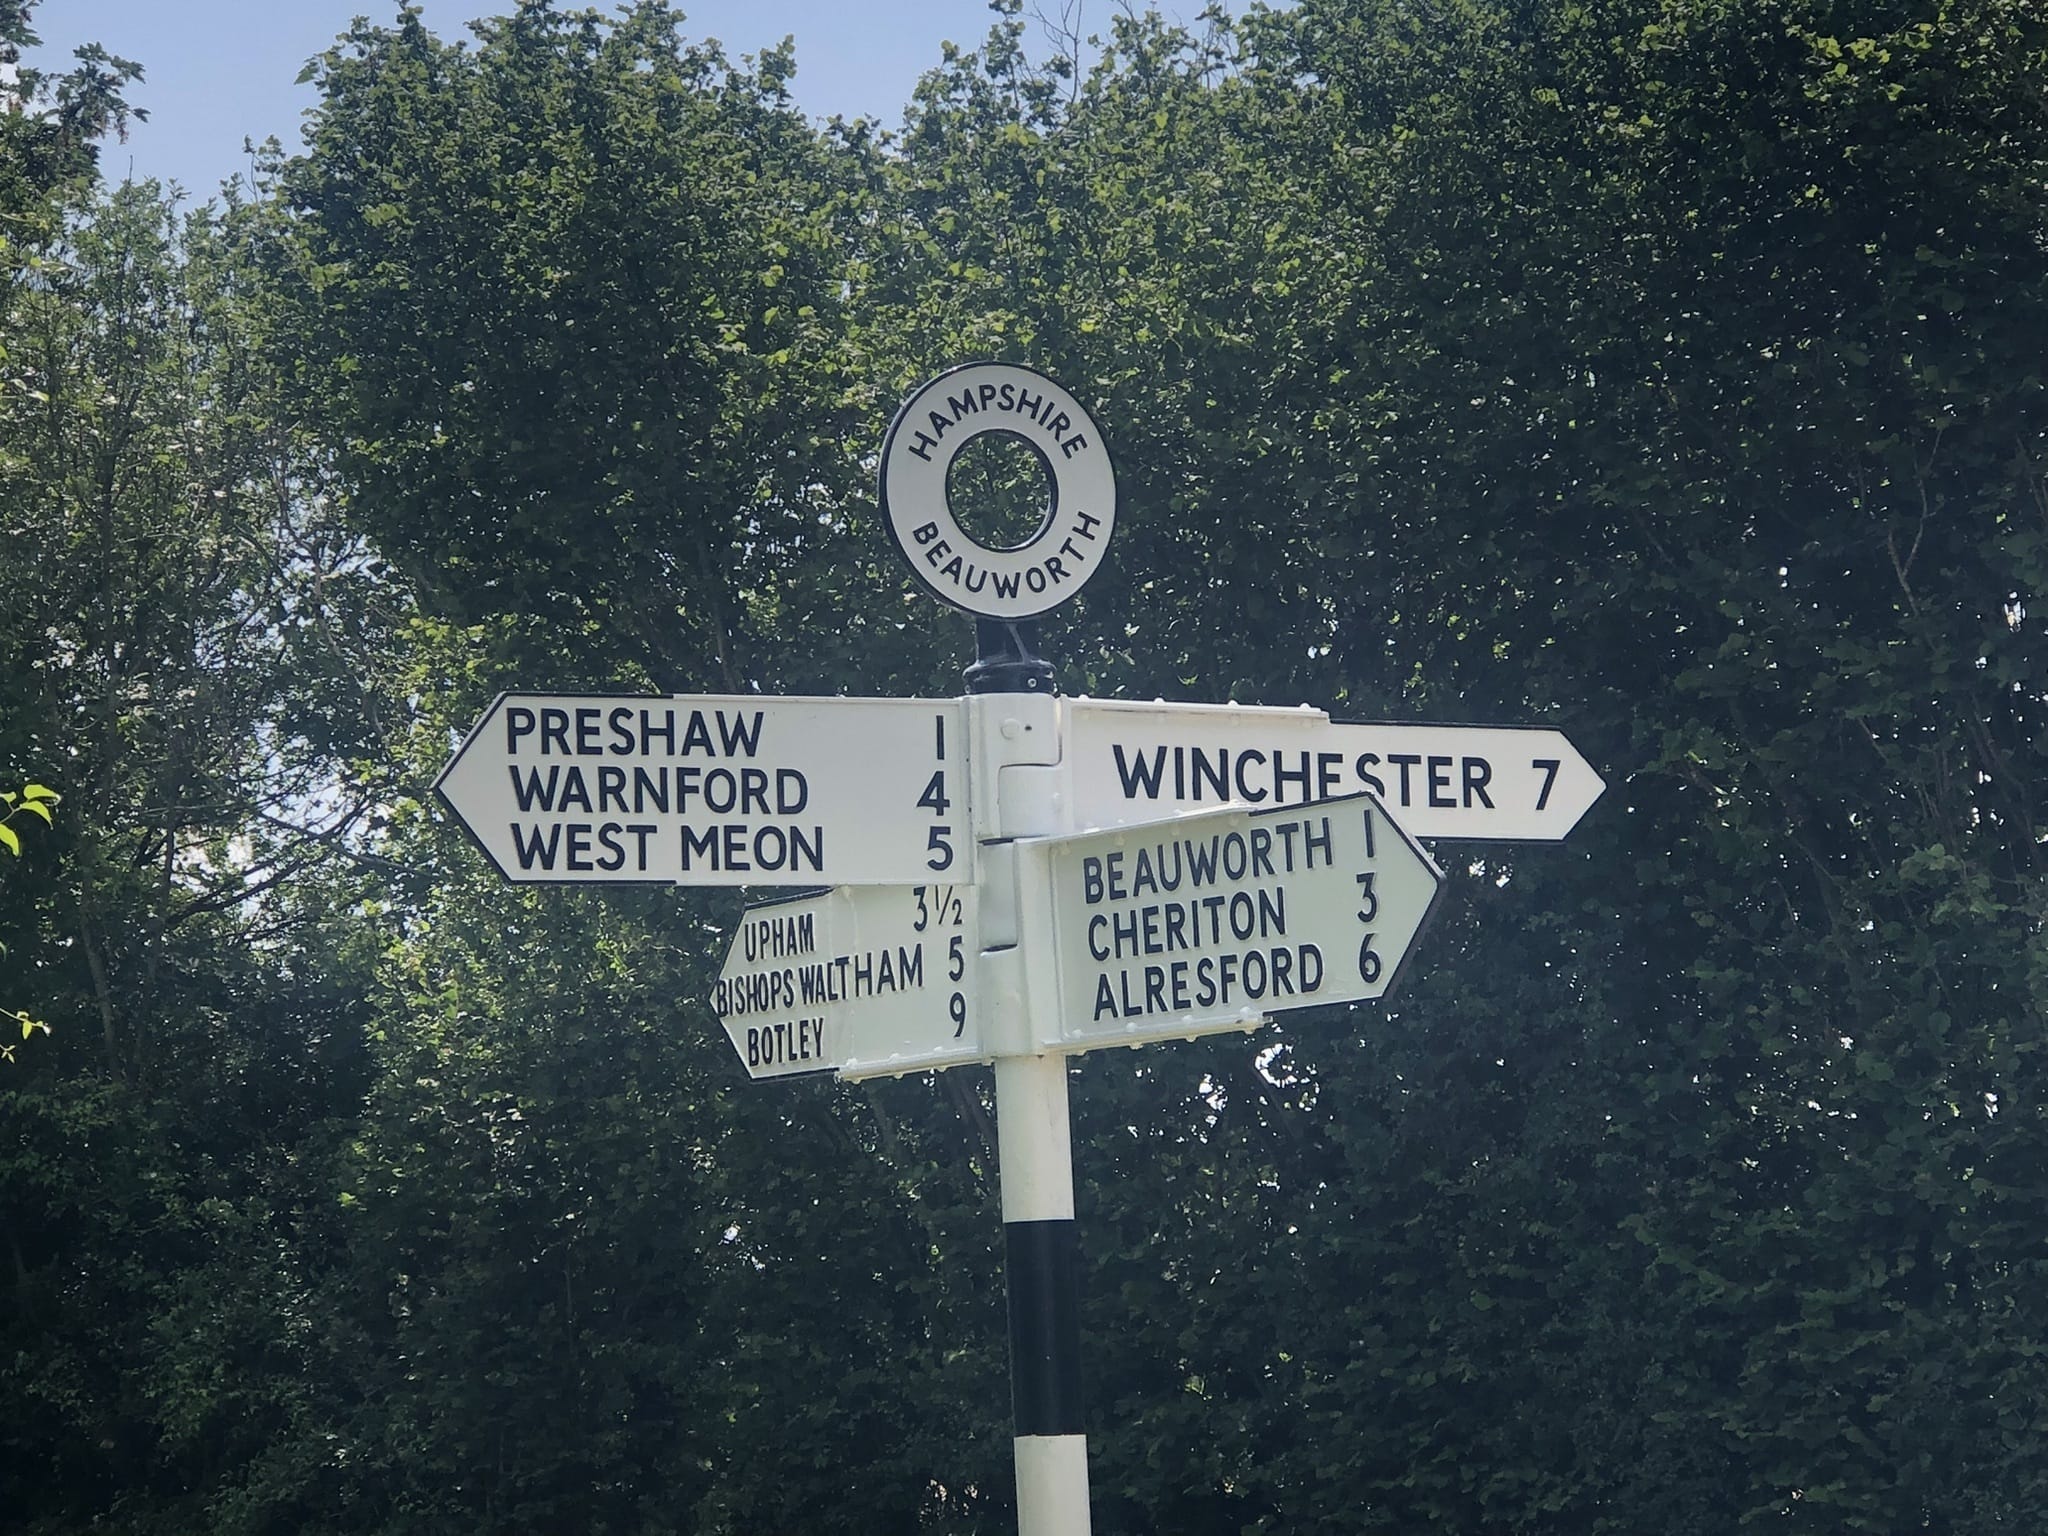 HAMPSHIRE
BEAUWORTH
PRESHAW 1
WARNFORD 4
WEST MEON 5
WINCHESTER 7
UPHAM 3½
BISHOPS WALTHAM 5
BOTLEY 9
BEAUWORTH 1
CHERITON 3
ALRESFORD 6